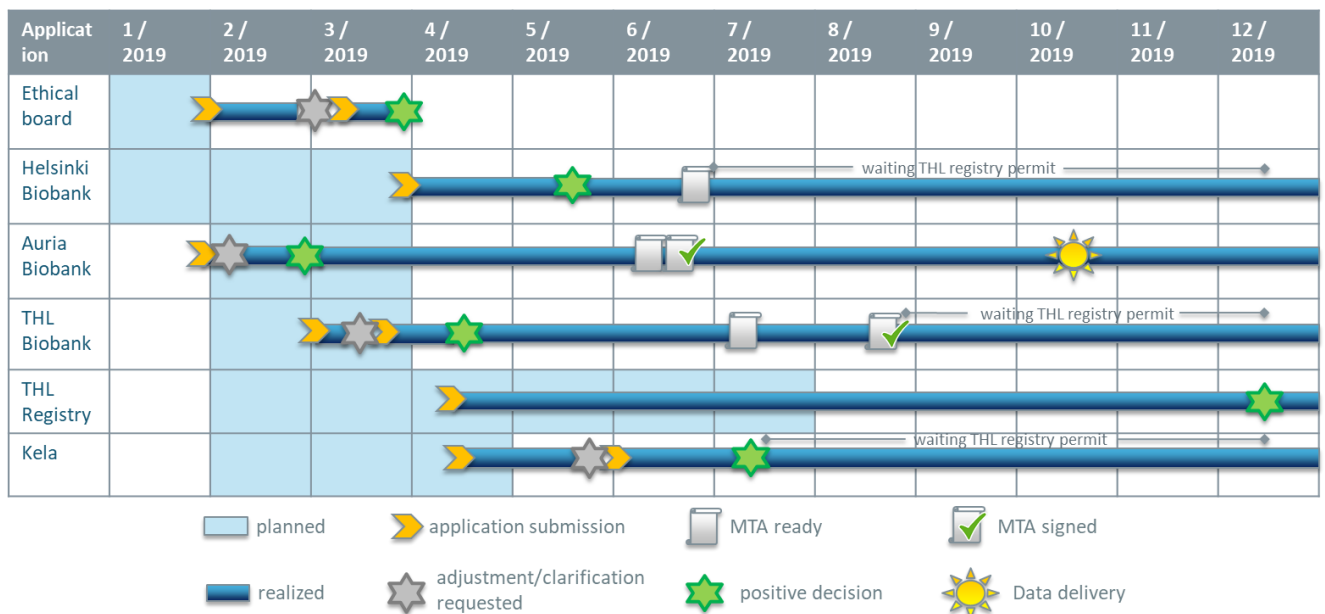 Applicat
ion
1 /
2019
2 /
2019
3 /
2019
4 /
2019
5 /
2019
6 /
2019
7 /
2019
8 /
2019
9 /
2019
10 /
2019
11 /
2019
12 /
2019
Ethical
board
Helsinki
Biobank
waiting THL registry permit
Auria
Biobank
THL
Biobank
waiting THL registry permit
THL
Registry
Kela
waiting THL registry permit
planned
application submission
MTA ready
MTA signed
realized
adjustment/clarification
requested
positive decision
Data delivery